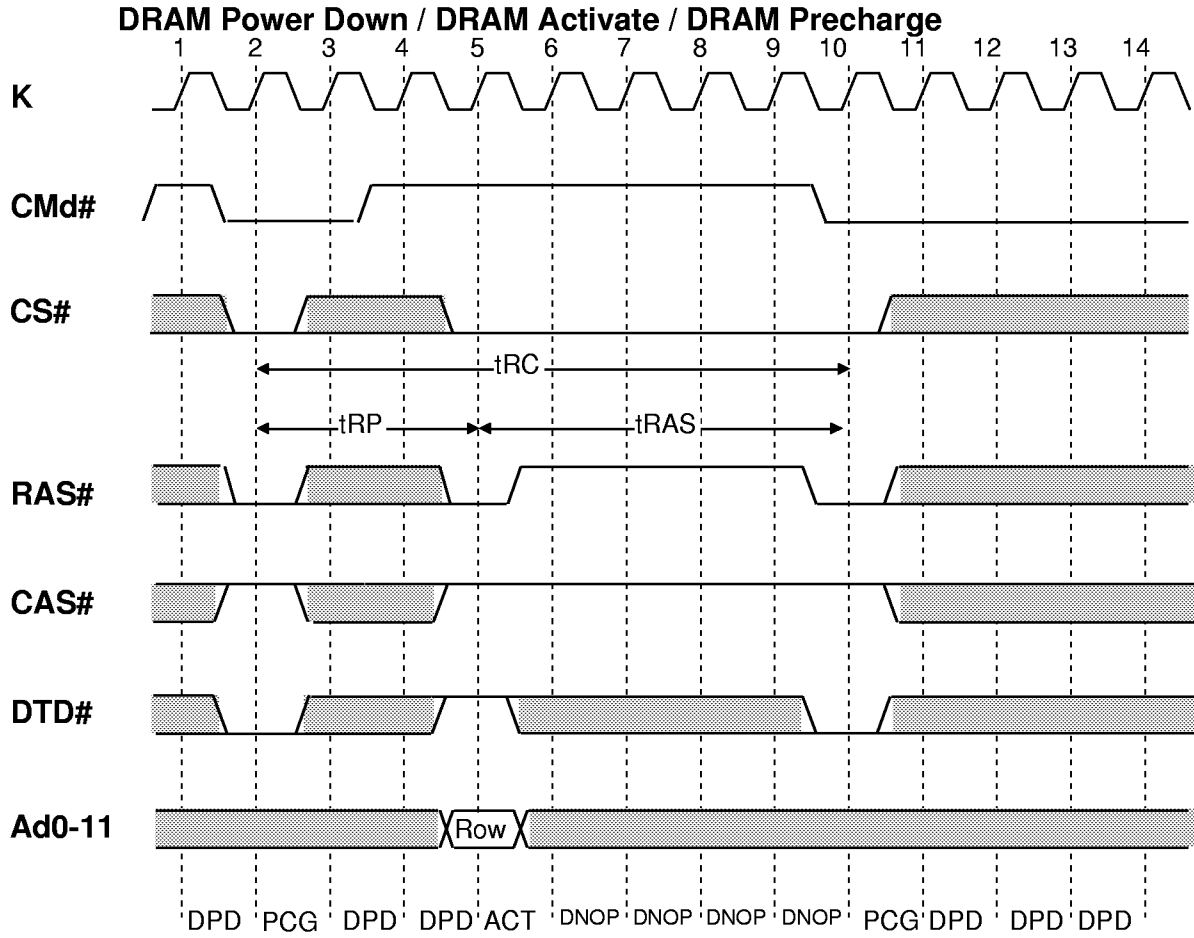 DRAM Power Down / DRAM Activate / DRAM Precharge
1 2 3 4 5 6 7 8 9 10 11 12 13 14
K
CMd#
CS#
tRC
tRP tRAS
RAS#
CAS#
DTD#
Ad0-11 Row
DPD PCG DPD DPD ACT DNOP DNOP DNOP DNOP PCG DPD DPD DPD